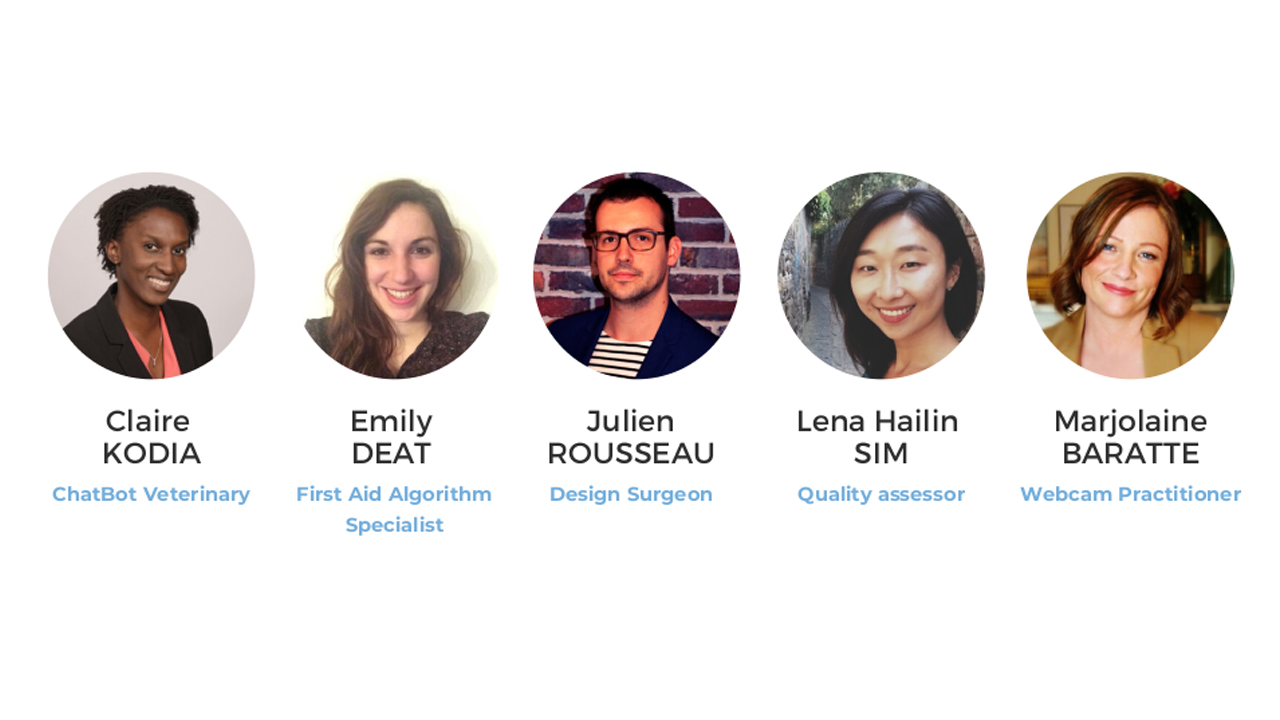 Claire
KODIA
ChatBot Veterinary
Emily
DEAT
First Aid Algorithm
Specialist
Julien
ROUSSEAU
Design Surgeon
Lena Hailin
SIM
Quality assessor
Marjolaine
BARATTE
Webcam Practitioner